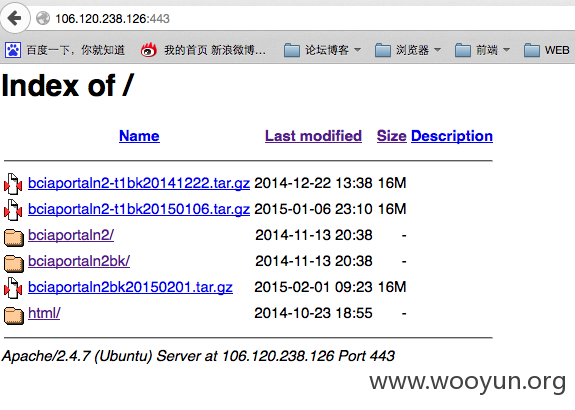 106.120.238.126:443
百度一下，你就知道 我的首页 新浪微博... 论坛博客 浏览器 前端 WEB
Index of /
Name Last modified Size Description
bciaportaln2-t1bk20141222.tar.gz 2014-12-22 13:38 16M
bciaportaln2-t1bk20150106.tar.gz 2015-01-06 23:10 16M
bciaportaln2/ 2014-11-13 20:38 -
bciaportaln2bk/ 2014-11-13 20:38 -
bciaportaln2bk20150201.tar.gz 2015-02-01 09:23 16M
html/ 2014-10-23 18:55 -
Apache/2.4.7 (Ubuntu) Server at 106.120.238.126 Port 443
www.wooyun.org